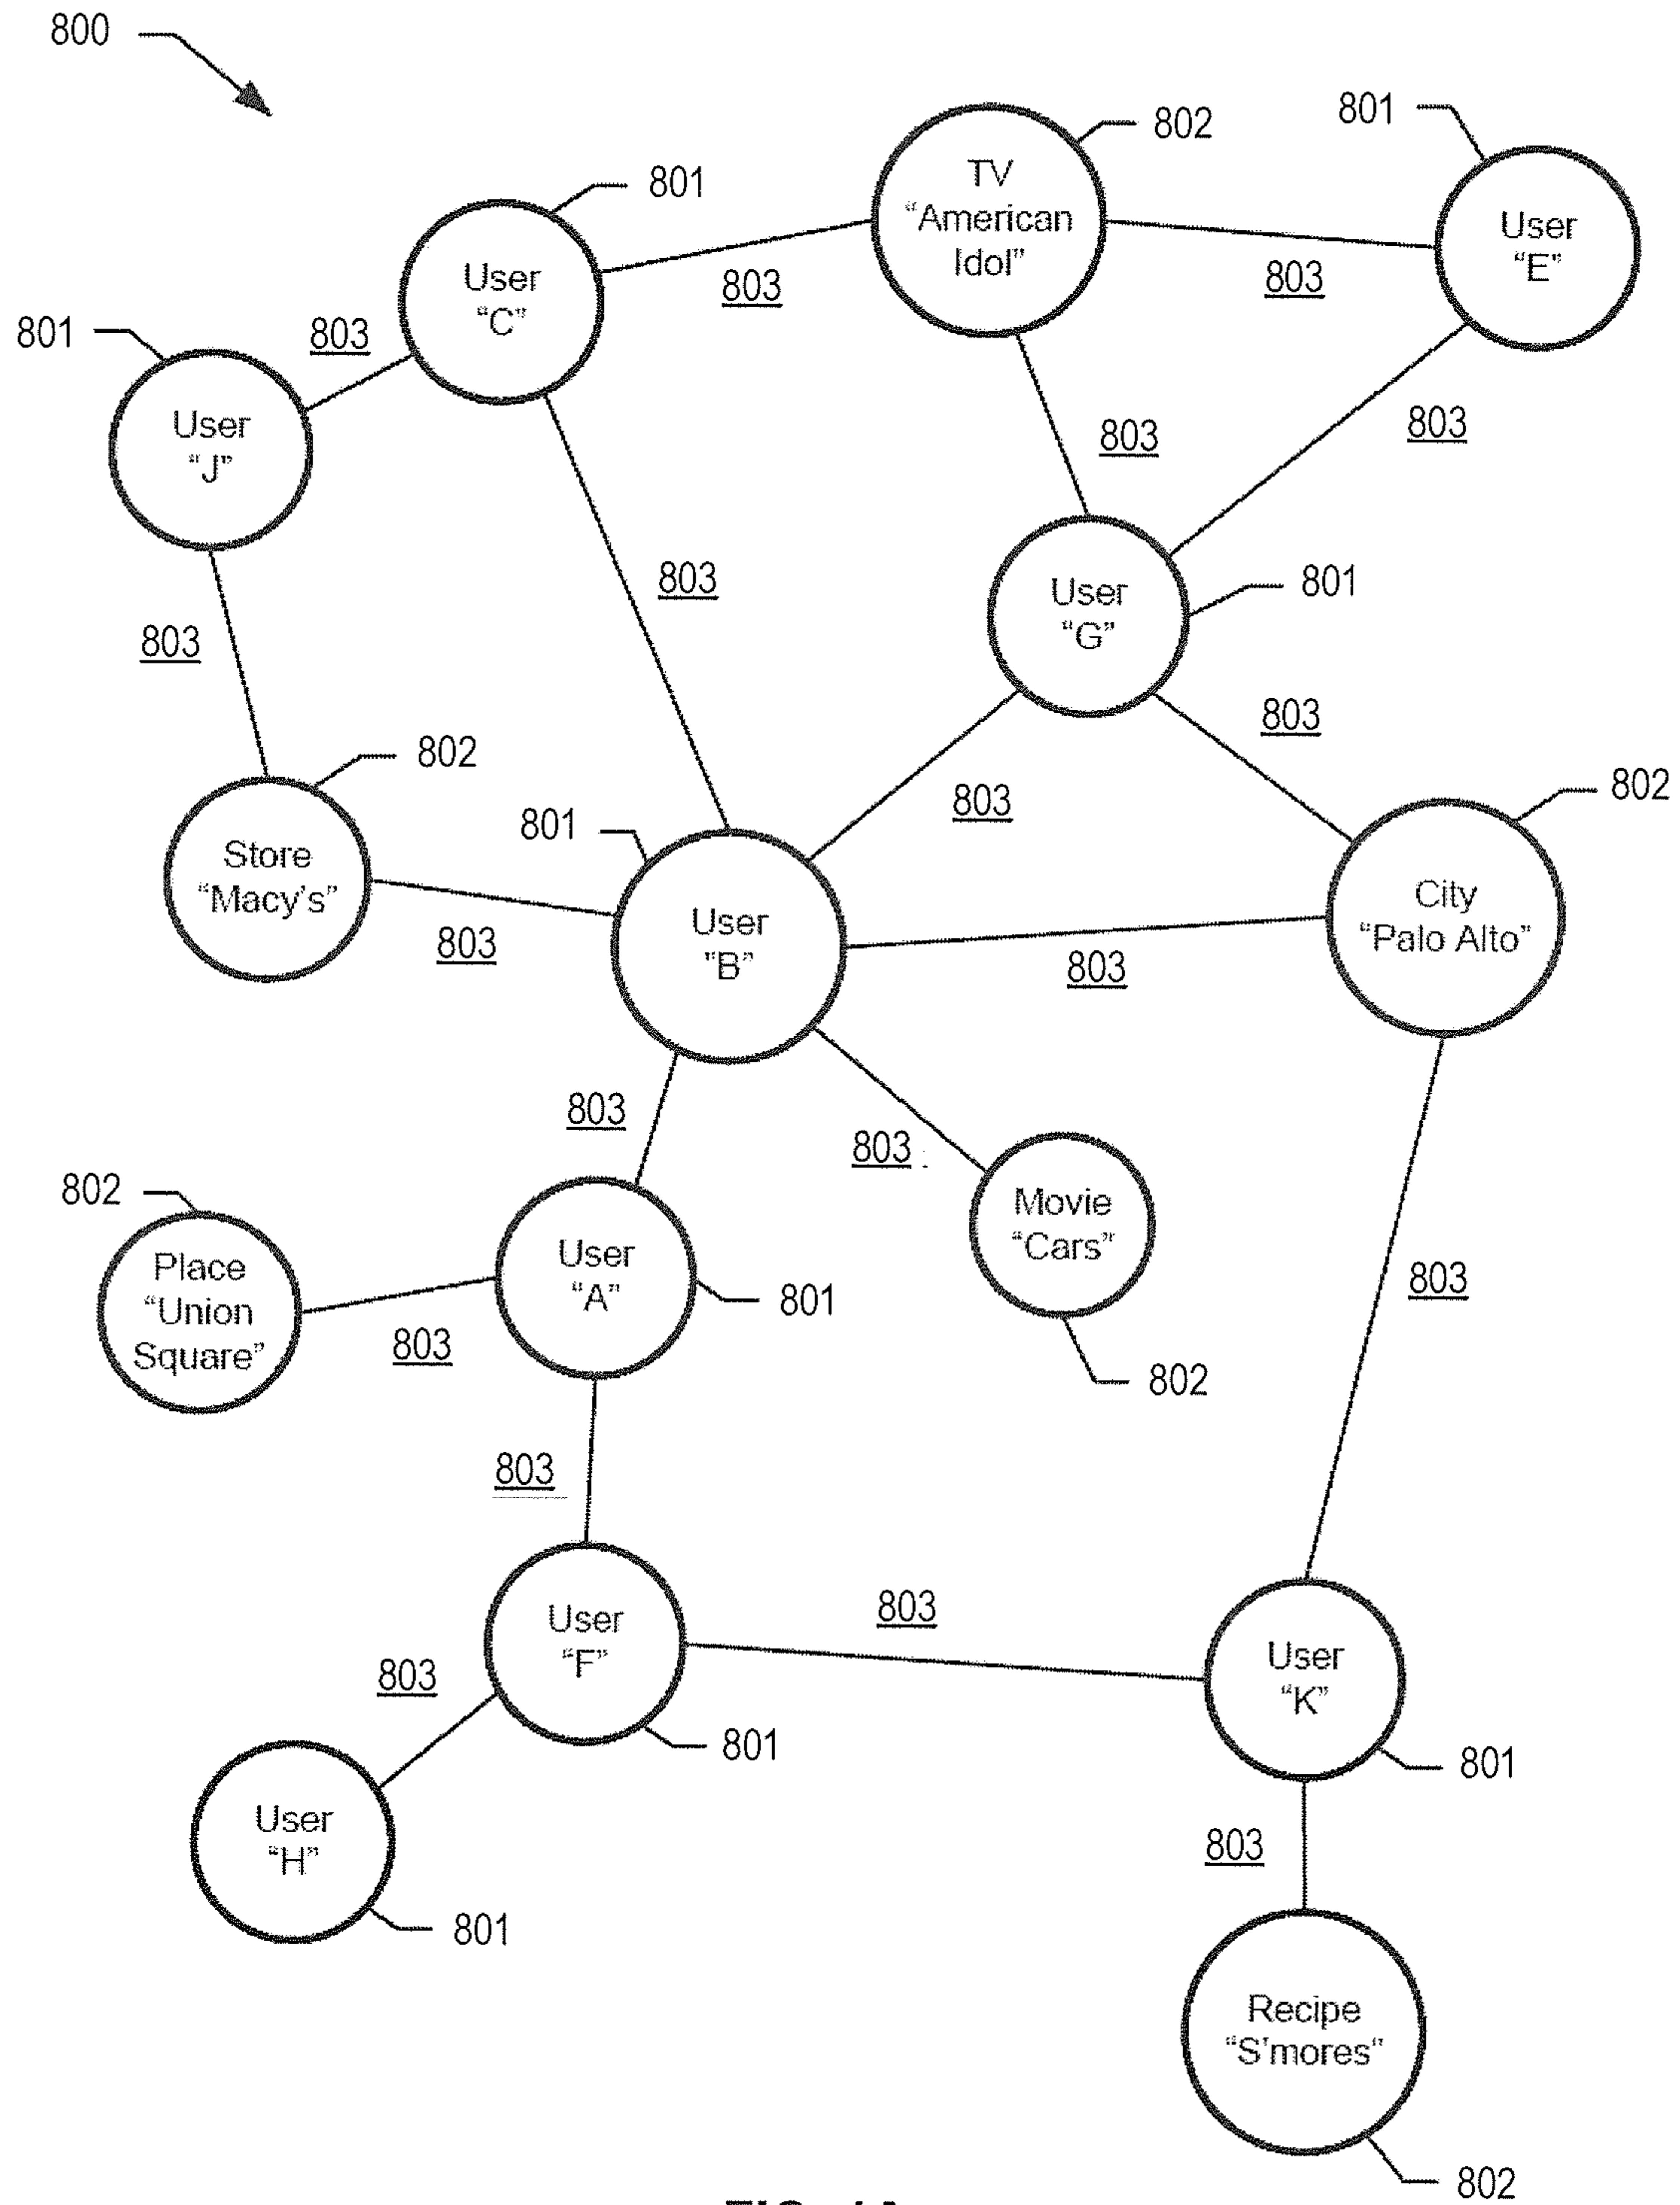 800
802
801
TV
“American
Idol”
801
User
“E”
User
“C”
803
803
801
803
User
“J”
803
803
803
801
User
“G”
803
803
802
803
802
801
803
Store
“Macy’s”
City
“Palo Alto”
User
“B”
803
803
803
803
802
Movie
“Cars”
Place
“Union
Square”
User
“A”
801
803
803
802
803
803
User
“F”
User
“K”
803
801
801
User
“H”
803
801
Recipe
“S’mores”
802